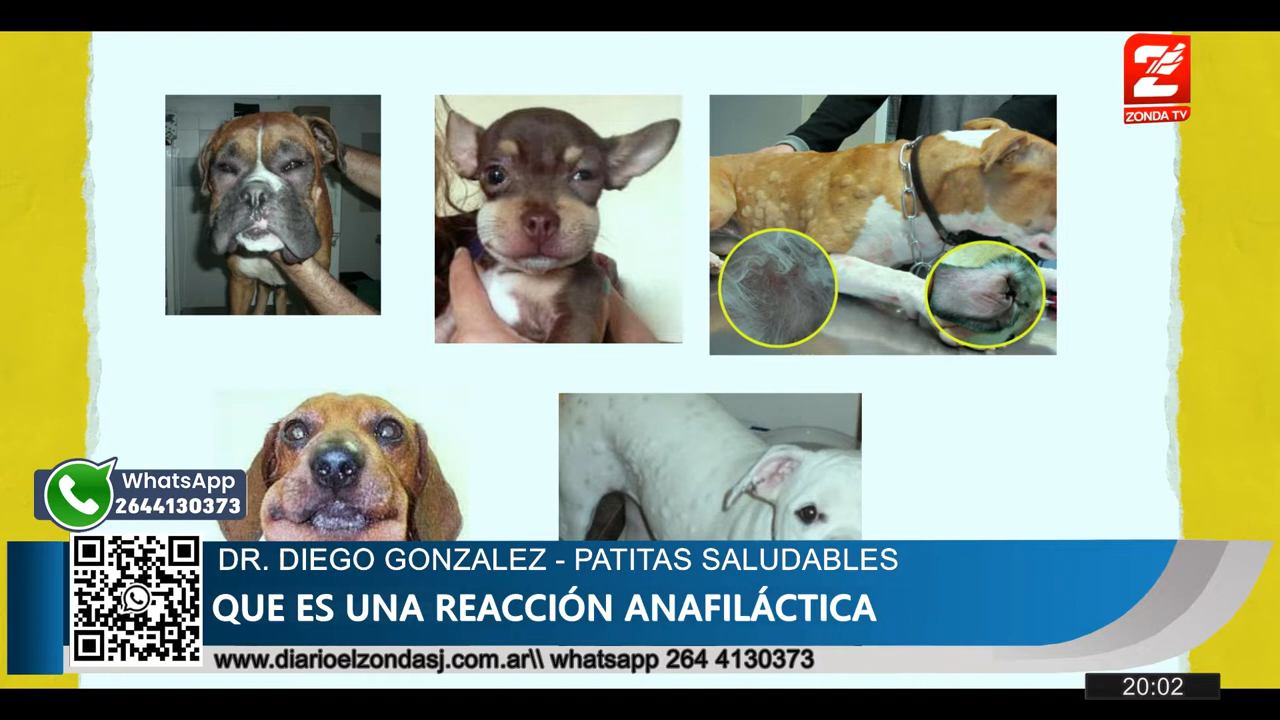 ZONDA TV
WhatsApp
2644130373
DR. DIEGO GONZALEZ - PATITAS SALUDABLES
QUE ES UNA REACCIÓN ANAFILÁCTICA
www.diarioelzondasj.com.ar\\ whatsapp 264 4130373
20:02